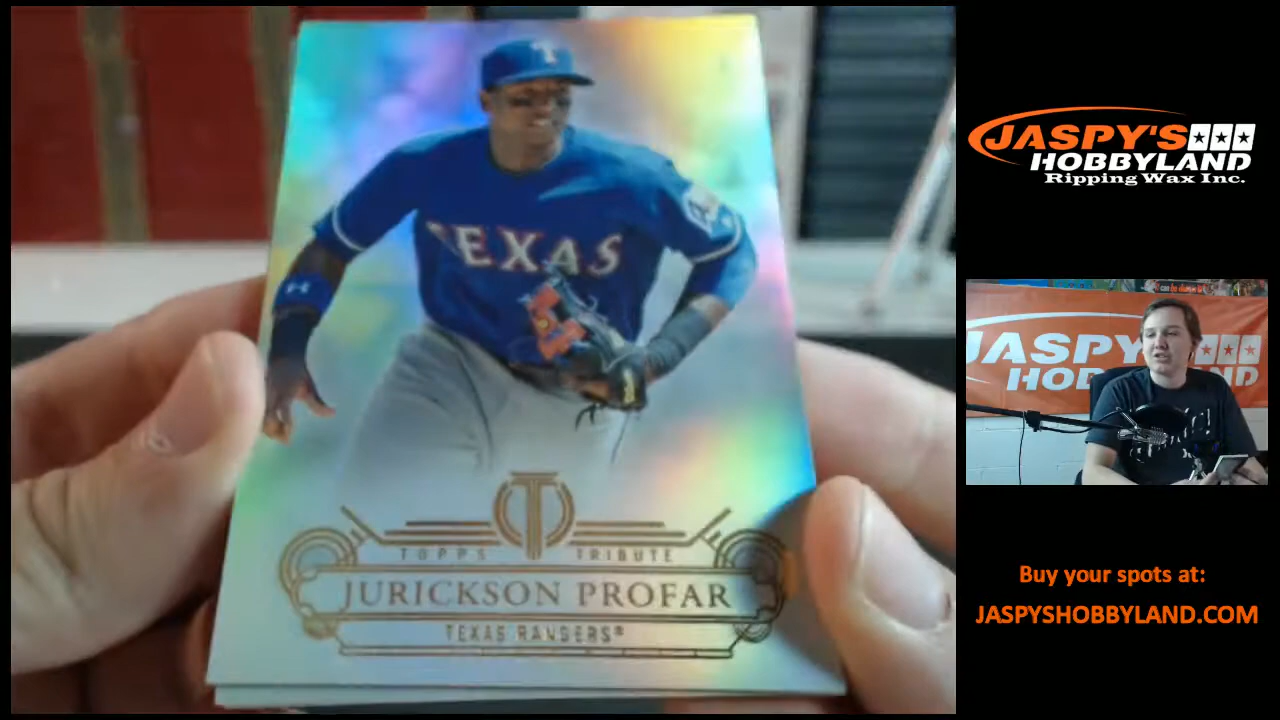 T
TEXAS
T
TOPPS TRIBUTE
JURICKSON PROFAR
TEXAS RANGERS®
JASPY'S
HOBBYLAND
Ripping Wax Inc.
JASPY
HOB LAND
Buy your spots at:
JASPYSHOBBYLAND.COM